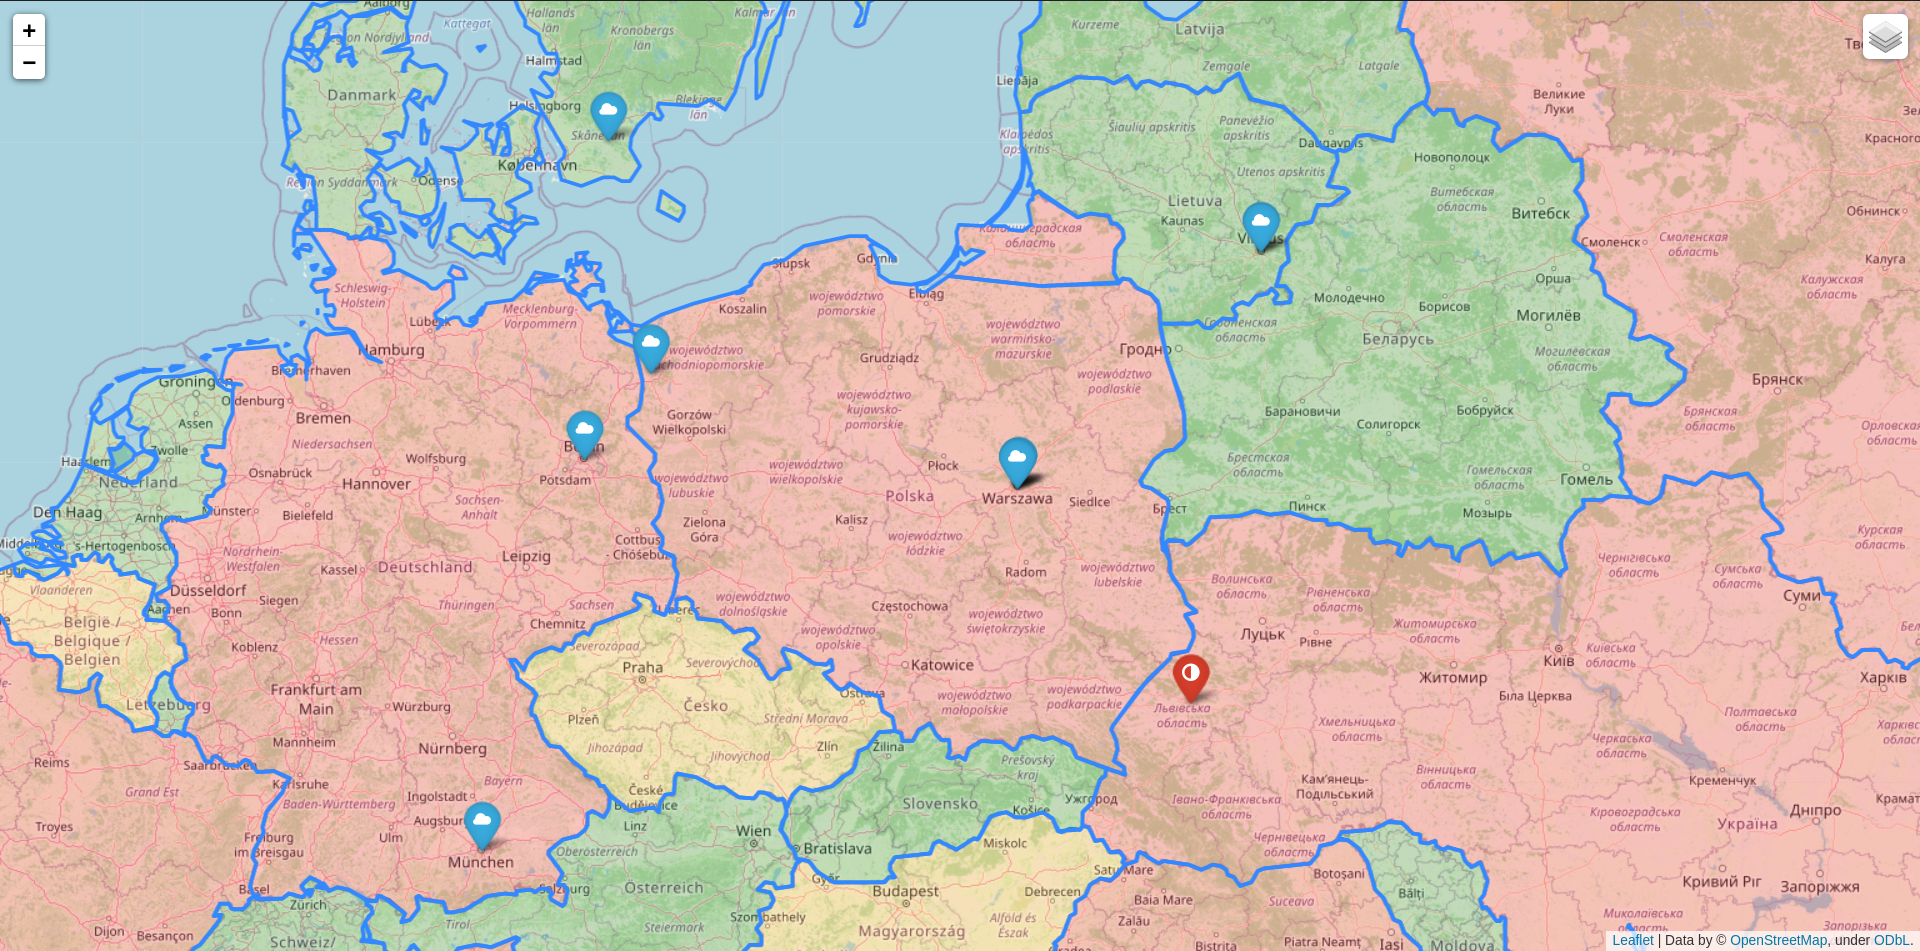 +
−
Aalborg
Kattegat
Hallands
län
Kalmar län
Kronobergs
län
Region Nordjylland
Halmstad
Danmark
Helsingborg
Blekinge
län
Skåne län
København
Region Syddanmark
Odense
Kurzeme
Latvija
Zemgale
Latgale
Liepāja
Великие
Луки
Klaipėdos
apskritis
Šiaulių apskritis
Panevėžio
apskritis
Daugavpils
Utenos apskritis
Новополоцк
Витебская
область
Витебск
Lietuva
Kaunas
Vilnius
Смоленск
Смоленская
область
Обнинск
Калуга
Калужская
область
Калининградская
область
Орша
Молодечно
Борисов
Могилёв
Гродненская
область
Беларусь
Могилевская
область
Гродно
Schleswig-
Holstein
Lübeck
Mecklenburg-
Vorpommern
Hamburg
Słupsk
Gdynia
Koszalin
województwo
pomorskie
Elbląg
województwo
warmińsko-
mazurskie
województwo
zachodniopomorskie
Grudziądz
województwo
podlaskie
Bremerhaven
Groningen
Oldenburg
Assen
Bremen
Niedersachsen
Zwolle
Haarlem
Nederland
Osnabrück
Wolfsburg
Hannover
Berlin
Potsdam
Gorzów
Wielkopolski
województwo
kujawsko-
pomorskie
województwo
lubuskie
województwo
wielkopolskie
Płock
Polska
Warszawa
Siedlce
Барановичи
Бобруйск
Солигорск
Брянск
Брянская
область
Брестская
область
Гомельская
область
Гомель
Брест
Пинск
Мозырь
Den Haag
Arnhem
Münster
Bielefeld
Sachsen-
Anhalt
's-Hertogenbosch
Nordrhein-
Westfalen
Kassel
Deutschland
Leipzig
Cottbus
- Chóśebuz
Zielona
Góra
Kalisz
województwo
łódzkie
Radom
województwo
lubelskie
Vlaanderen
België /
Belgique /
Belgien
Düsseldorf
Aachen
Bonn
Siegen
Thüringen
Sachsen
Chemnitz
Liberec
województwo
dolnośląskie
Częstochowa
województwo
opolskie
województwo
świętokrzyskie
Волинська
область
Рівненська
область
Чернігівська
область
Сумська
область
Курская
область
Суми
Луцьк
Рівне
Житомирська
область
Київська
область
Київ
Житомир
Біла Церква
Харків
Koblenz
Hessen
Frankfurt am
Main
Letzebuerg
Würzburg
Severozápad
Praha
Severovýchod
Česko
Plzeň
Střední Morava
Ostrava
Katowice
województwo
małopolskie
województwo
podkarpackie
Львівська
область
Хмельницька
область
Полтавська
область
Черкаська
область
Reims
Saarbrücken
Mannheim
Nürnberg
Jihozápad
Jihovýchod
Zlín
Žilina
Prešovský
kraj
Slovensko
Košice
Ужгород
Кам'янець-
Подільський
Вінницька
область
Кременчук
Grand Est
Karlsruhe
Baden-Württemberg
Bayern
Ingolstadt
Augsburg
České
Budějovice
Linz
Wien
Bratislava
Івано-Франківська
область
Чернівецька
область
Кіровоградська
область
Україна
Дніпро
Troyes
Freiburg
im Breisgau
Ulm
München
Oberösterreich
Salzburg
Österreich
Győr
Budapest
Miskolc
Debrecen
Satu Mare
Baia Mare
Botoșani
Bălți
Кривий Ріг
Запоріжжя
Basel
Zürich
Dijon
Besançon
Schweiz/
Tirol
Steiermark
Szombathely
Magyarország
Alföld és
Észak
Zalău
Suceava
Bistrița
Piatra Neamț
Iasi
Moldova
Миколаївська
Leaflet | Data by © OpenStreetMap, under ODbL.